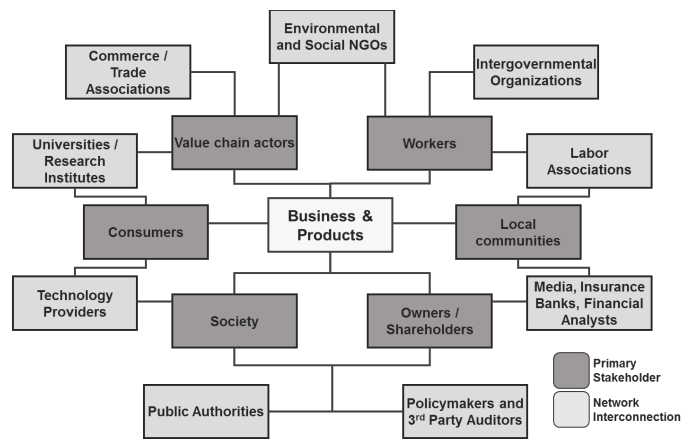 Environmental
and Social NGOs
Commerce /
Trade
Associations
Intergovernmental
Organizations
Value chain actors
Workers
Universities /
Research
Institutes
Labor
Associations
Consumers
Business &
Products
Local
communities
Technology
Providers
Society
Owners /
Shareholders
Media, Insurance
Banks, Financial
Analysts
Public Authorities
Policymakers and
3rd Party Auditors
Primary
Stakeholder
Network
Interconnection